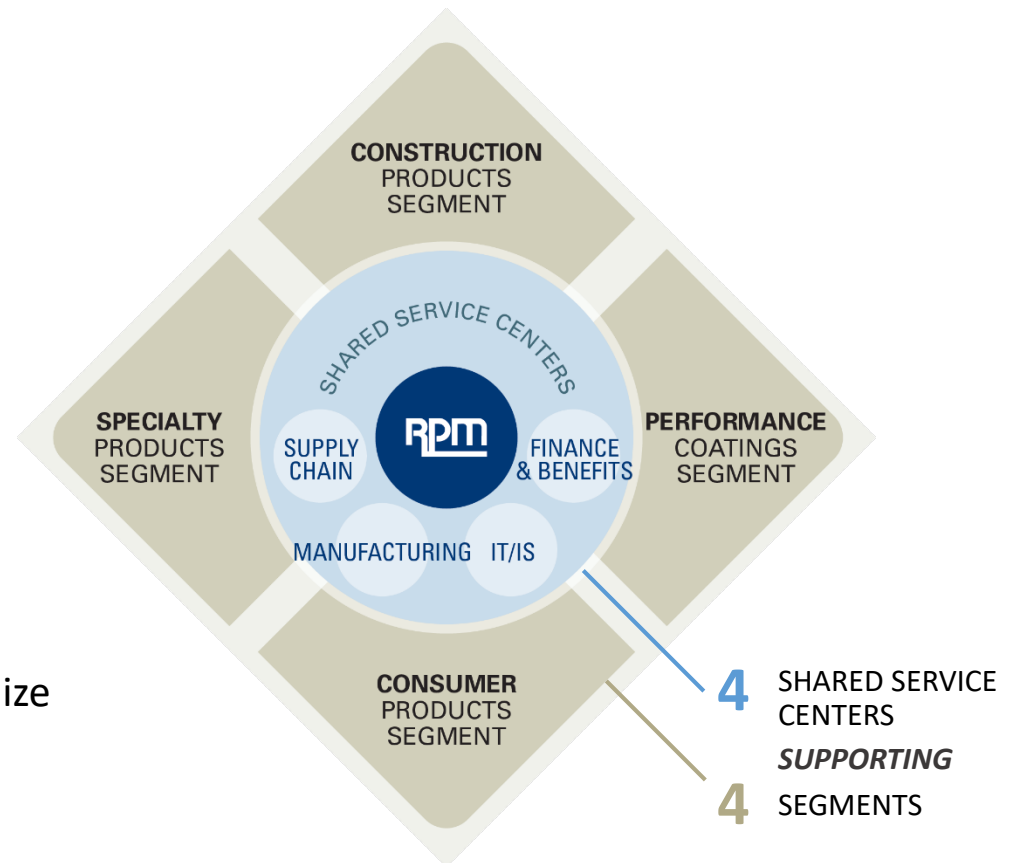 CONSTRUCTION
PRODUCTS
SEGMENT
SHARED SERVICE CENTERS
SPECIALTY
PRODUCTS
SEGMENT
SUPPLY
CHAIN
RPM
FINANCE
& BENEFITS
PERFORMANCE
COATINGS
SEGMENT
MANUFACTURING
IT/IS
ize
CONSUMER
PRODUCTS
SEGMENT
4 SHARED SERVICE
CENTERS
SUPPORTING
4 SEGMENTS